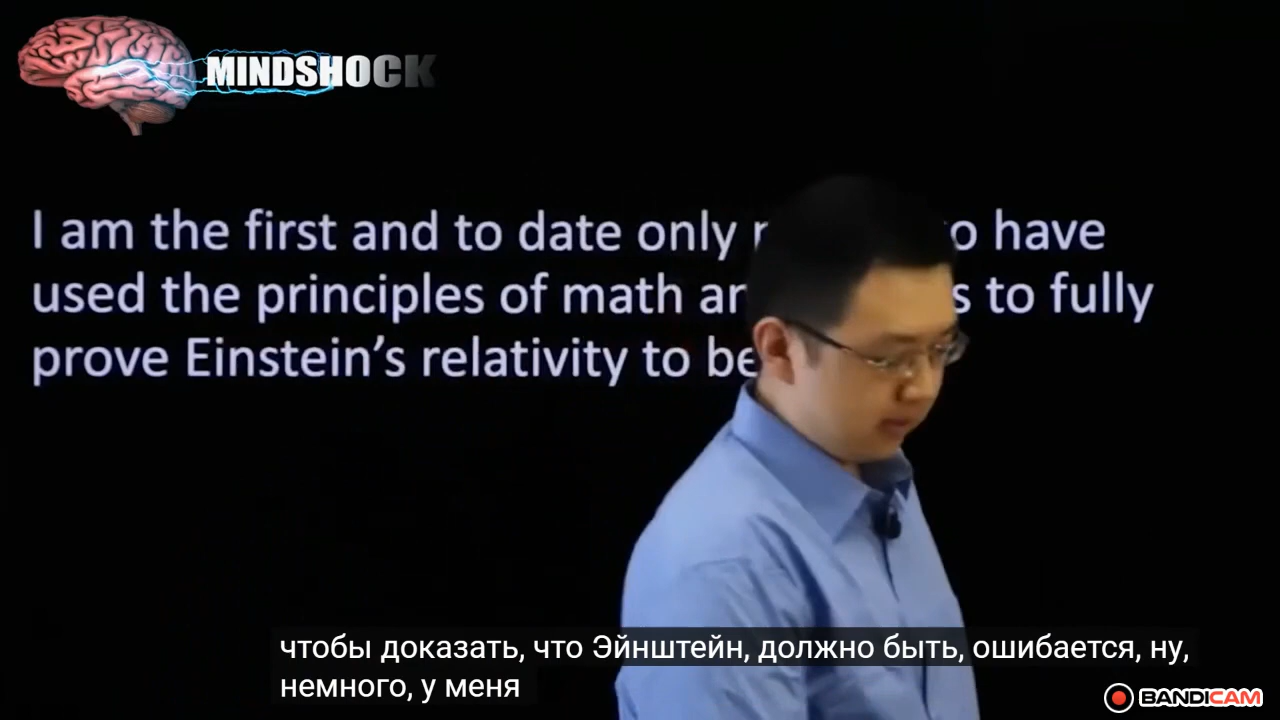 MINDSHOCK
I am the first and to date only have
used the principles of math to fully
prove Einstein's relativity to be
чтобы доказать, что Эйнштейн, должно быть, ошибается, ну,
немного, у меня
BANDICAM